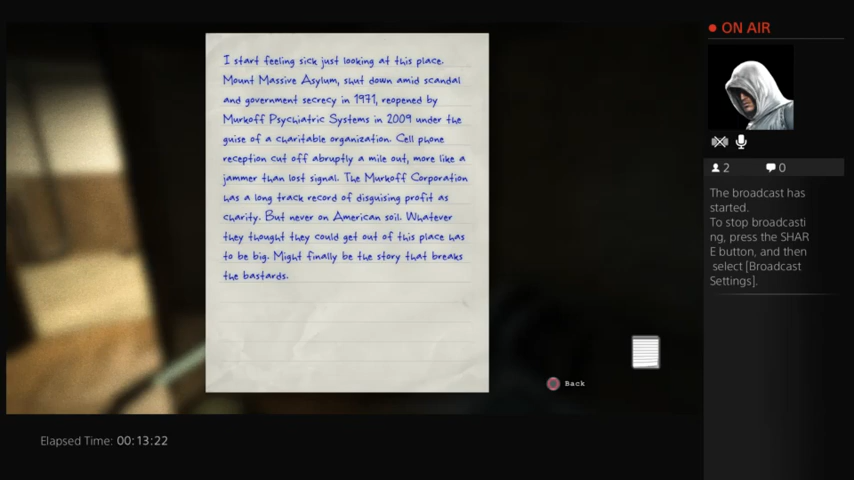 I start feeling sick just looking at this place.
Mount Massive Asylum, shut down amid scandal
and government secrecy in 1971, reopened by
Murkoff Psychiatric Systems in 2009 under the
guise of a charitable organization. Cell phone
reception cut off abruptly a mile out, more like a
jammer than lost signal. The Murkoff Corporation
has a long track record of disguising profit as
charity. But never on American soil. Whatever
they thought they could get out of this place has
to be big. Might finally be the story that breaks
the bastards.
Back
Elapsed Time: 00:13:22
ON AIR
2
0
The broadcast has
started.
To stop broadcasti
ng, press the SHAR
E button, and then
select [Broadcast
Settings].